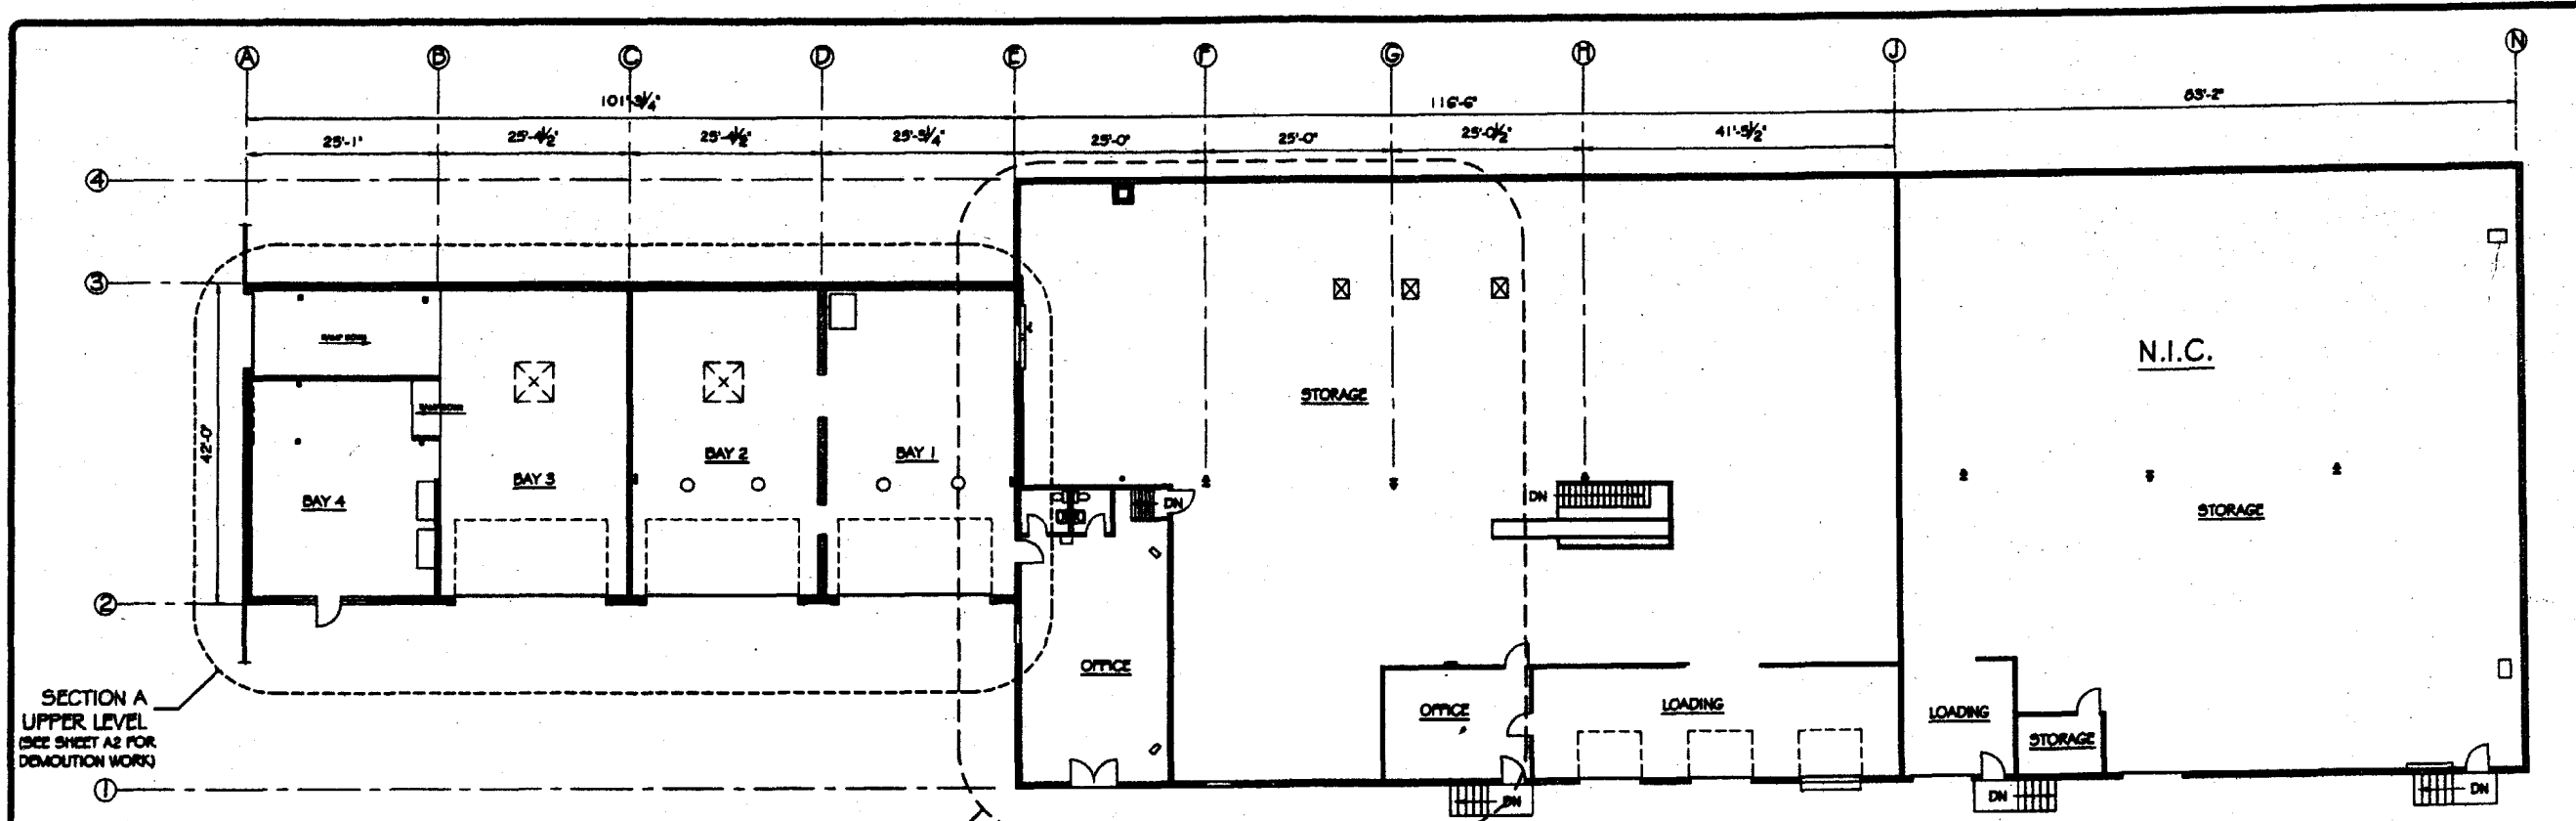 A B C D E F G H J N
101'-3¼" 116'-6" 83'-2"
25'-1" 25'-4½" 25'-4½" 25'-5¼" 25'-0" 25'-0" 25'-0½" 41'-5½"
4
3
N.I.C.
STORAGE
42'-0"
BAY 4
BAY 3
BAY 2
BAY 1
DN
DN
STORAGE
2
OFFICE
OFFICE
LOADING
LOADING
STORAGE
SECTION A
UPPER LEVEL
(SEE SHEET A2 FOR
DEMOLITION WORK)
1
DN
DN
DN